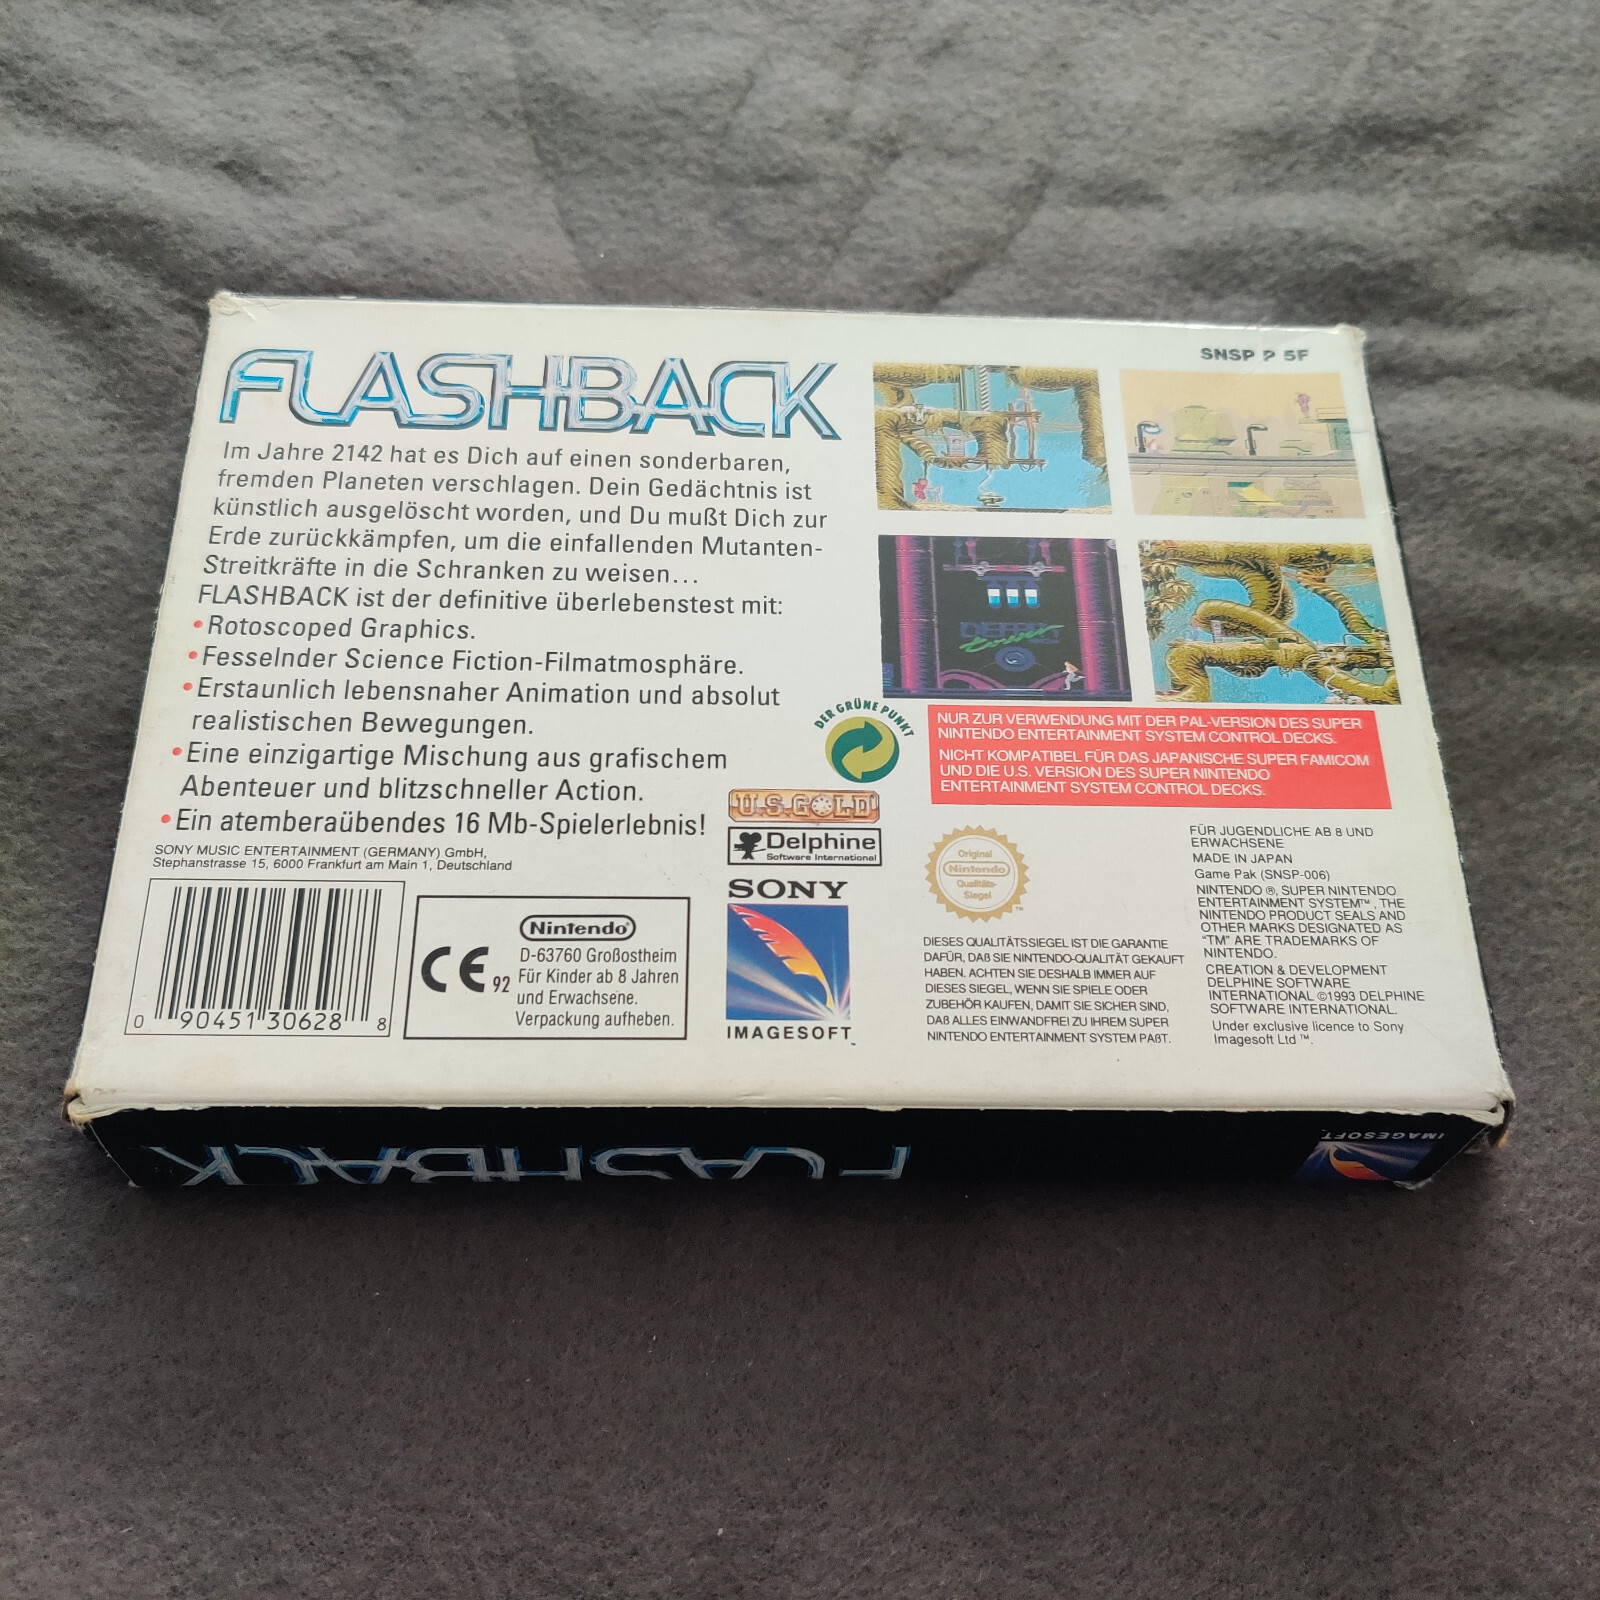 FLASHBACK
Im Jahre 2142 hat es Dich auf einen sonderbaren,
fremden Planeten verschlagen. Dein Gedächtnis ist
künstlich ausgelöscht worden, und Du mußt Dich zur
Erde zurückkämpfen, um die einfallenden Mutanten-
Streitkräfte in die Schranken zu weisen...
FLASHBACK ist der definitive überlebenstest mit:
• Rotoscoped Graphics.
• Fesselnder Science Fiction-Filmatmosphäre.
• Erstaunlich lebensnaher Animation und absolut
realistischen Bewegungen.
• Eine einzigartige Mischung aus grafischem
Abenteuer und blitzschneller Action.
• Ein atemberaübendes 16 Mb-Spielerlebnis!
SONY MUSIC ENTERTAINMENT (GERMANY) GmbH,
Stephanstrasse 15, 6000 Frankfurt am Main 1, Deutschland
0 90451 30628 8
CE 92
Nintendo®
D-63760 Großostheim
Für Kinder ab 8 Jahren
und Erwachsene.
Verpackung aufheben.
DER GRÜNE PUNKT
U.S. GOLD
Delphine
Software International
SONY
IMAGESOFT™
SNSP P 5F
tower
NUR ZUR VERWENDUNG MIT DER PAL-VERSION DES SUPER
NINTENDO ENTERTAINMENT SYSTEM CONTROL DECKS.
NICHT KOMPATIBEL FÜR DAS JAPANISCHE SUPER FAMICOM
UND DIE U.S. VERSION DES SUPER NINTENDO
ENTERTAINMENT SYSTEM CONTROL DECKS.
Original
Nintendo
Qualitäts-
Siegel
™
DIESES QUALITÄTSSIEGEL IST DIE GARANTIE
DAFÜR, DAß SIE NINTENDO-QUALITÄT GEKAUFT
HABEN. ACHTEN SIE DESHALB IMMER AUF
DIESES SIEGEL, WENN SIE SPIELE ODER
ZUBEHÖR KAUFEN, DAMIT SIE SICHER SIND,
DAß ALLES EINWANDFREI ZU IHREM SUPER
NINTENDO ENTERTAINMENT SYSTEM PAßT.
FÜR JUGENDLICHE AB 8 UND
ERWACHSENE
MADE IN JAPAN
Game Pak (SNSP-006)
NINTENDO ®, SUPER NINTENDO
ENTERTAINMENT SYSTEM™, THE
NINTENDO PRODUCT SEALS AND
OTHER MARKS DESIGNATED AS
"TM" ARE TRADEMARKS OF
NINTENDO.
CREATION & DEVELOPMENT
DELPHINE SOFTWARE
INTERNATIONAL ©1993 DELPHINE
SOFTWARE INTERNATIONAL.
Under exclusive licence to Sony
Imagesoft Ltd ™.
FLASHBACK
IMAGESOFT